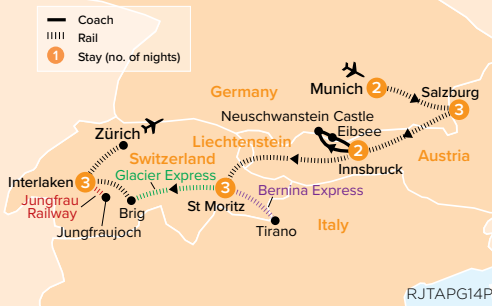 Coach
Rail
1
Stay (no. of nights)
Germany
Munich
2
Salzburg
3
Neuschwanstein Castle
Eibsee
Zürich
Liechtenstein
2
Innsbruck
Austria
Switzerland
Glacier Express
Interlaken
3
Jungfrau
Railway
Brig
Jungfraujoch
3
St Moritz
Bernina Express
Tirano
Italy
RJTAPG14P